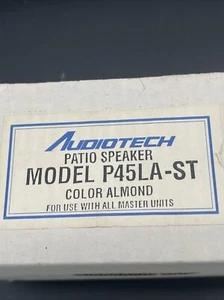 AUDIOTECH
PATIO SPEAKER
MODEL P45LA-ST
COLOR ALMOND
FOR USE WITH ALL MASTER UNITS